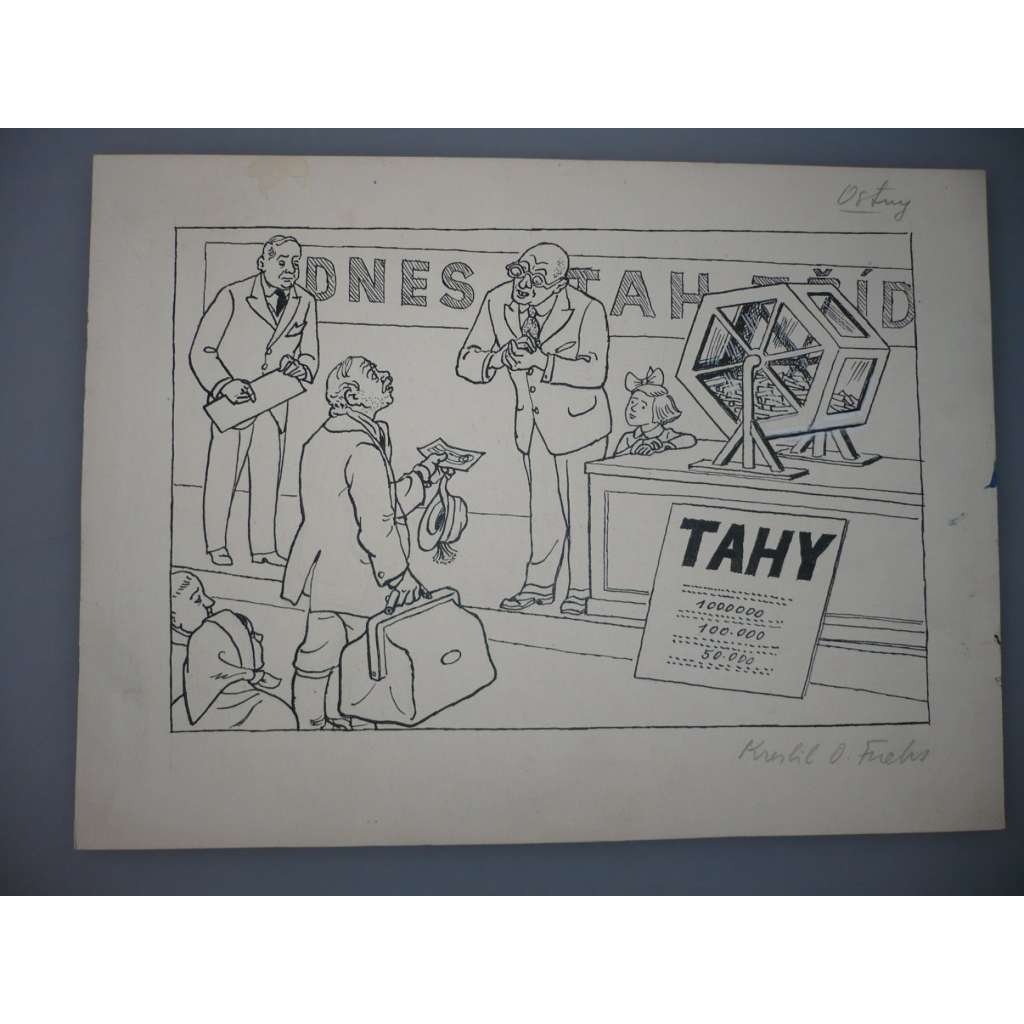 Ostny
DNES TAH TŘÍD
TAHY
1000000
100.000
50.000
Kreslil O. Fuchs